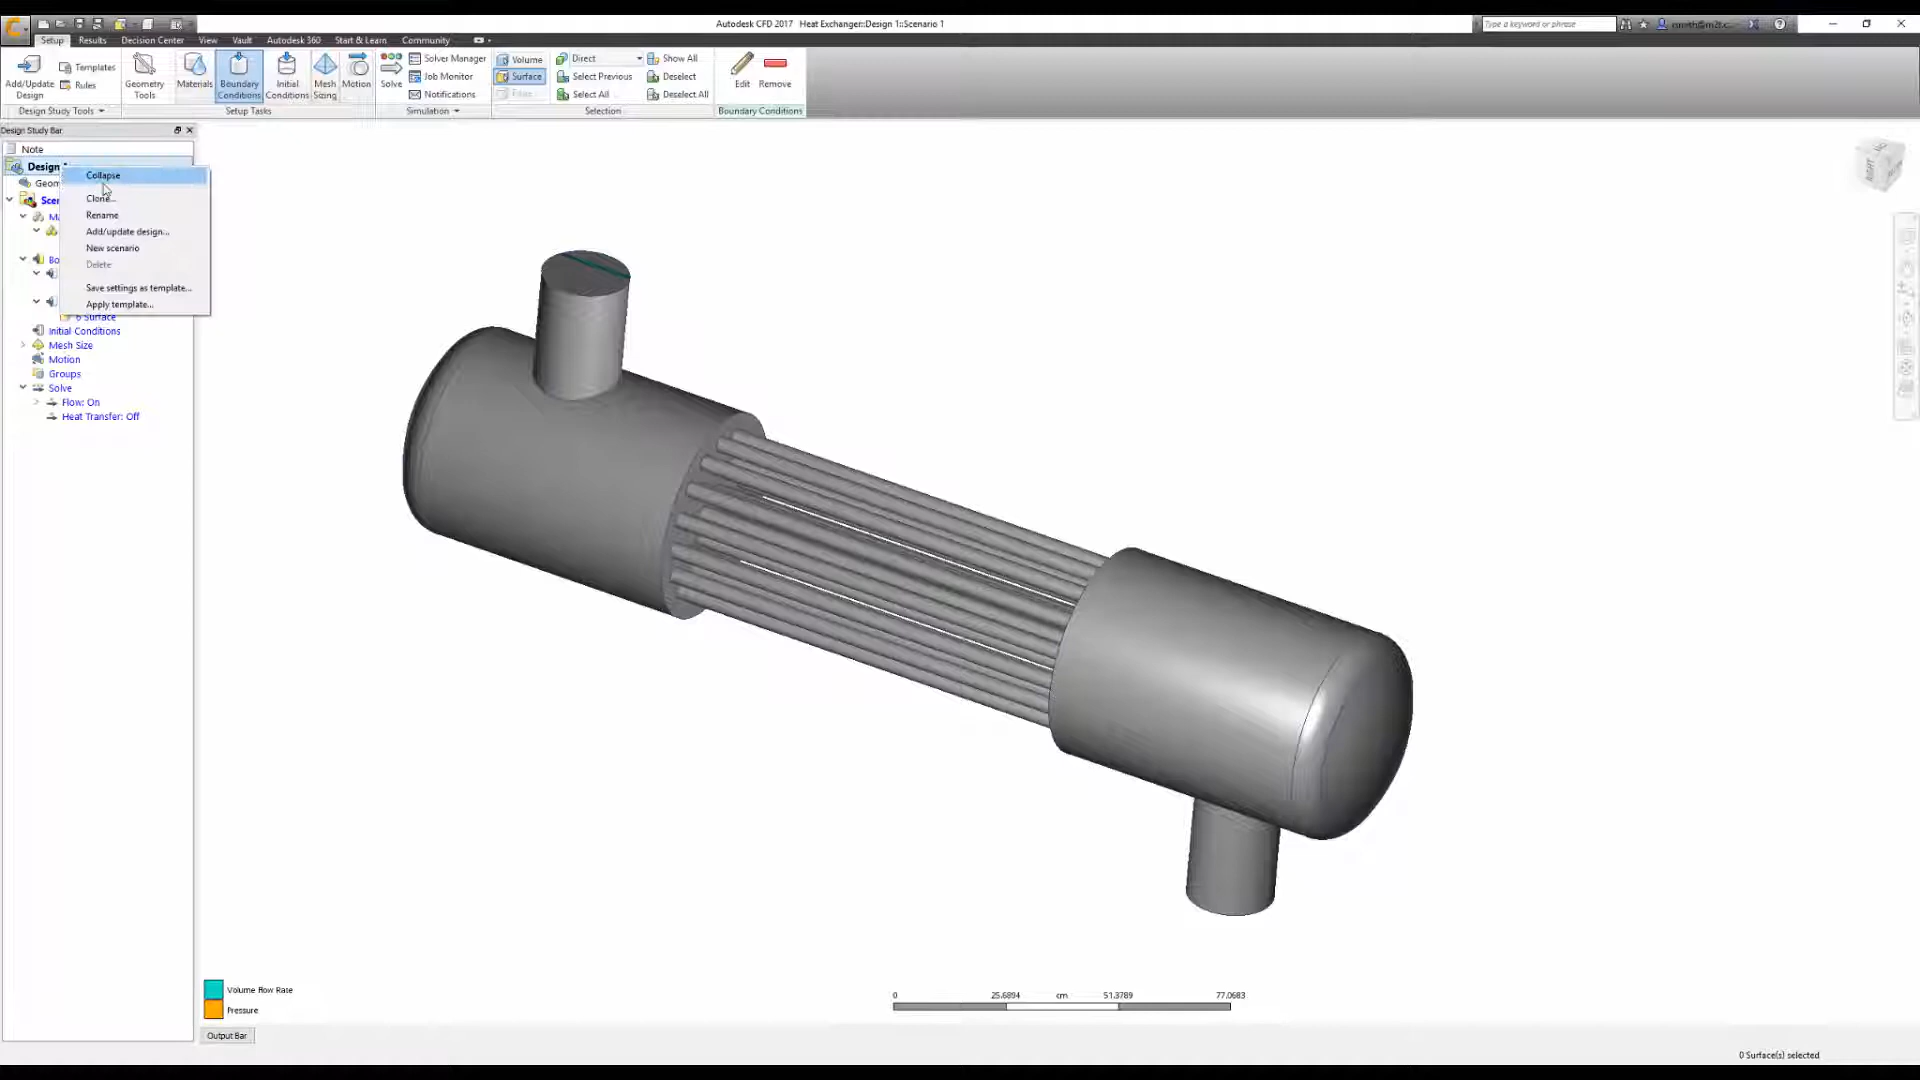 Autodesk CFD 2017 Heat Exchanger::Design 1::Scenario 1
Type a keyword or phrase
Setup Results Decision Center View Vault Autodesk 360 Start & Learn Community
Add/Update Design
Templates
Rules
Geometry Tools
Materials
Boundary Conditions
Initial Conditions
Mesh Sizing
Motion
Solve
Solver Manager
Job Monitor
Notifications
Volume
Surface
Direct
Select Previous
Select All
Show All
Deselect
Deselect All
Edit
Remove
Design Study Tools
Setup Tasks
Simulation
Selection
Boundary Conditions
Design Study Bar
Note
Design
Collapse
Clone...
Rename
Add/update design...
New scenario
Delete
Save settings as template...
Apply template...
6 Surface
Initial Conditions
Mesh Size
Motion
Groups
Solve
Flow: On
Heat Transfer: Off
RIGHT
Volume Flow Rate
Pressure
0 25.6894 cm 51.3789 77.0683
Output Bar
0 Surface(s) selected